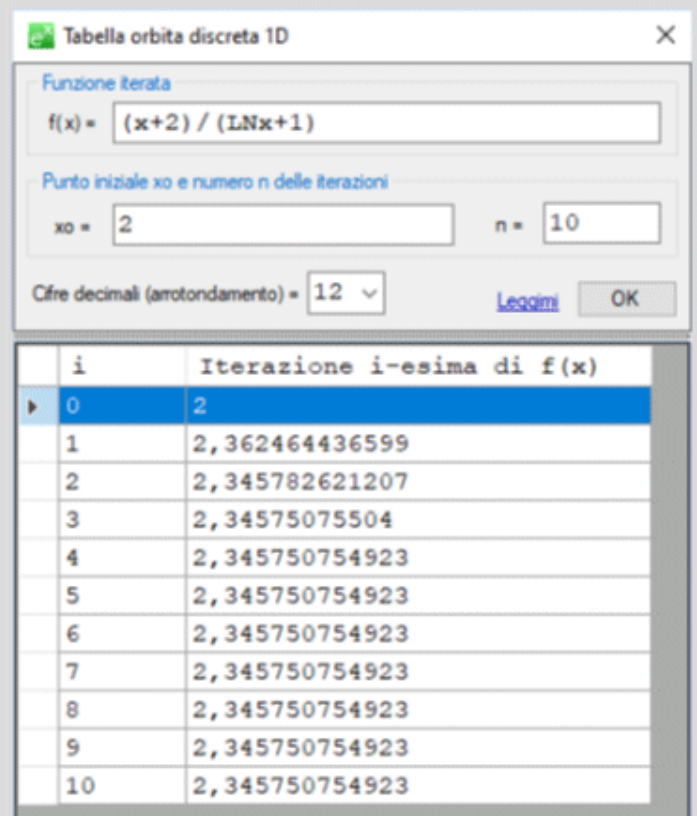 Tabella orbita discreta 1D
Funzione iterata
f(x) = (x+2)/(LNx+1)
Punto iniziale xo e numero n delle iterazioni
xo = 2 n = 10
Cifre decimali (arrotondamento) = 12 Leggimi OK
i Iterazione i-esima di f(x)
0 2
1 2,362464436599
2 2,345782621207
3 2,34575075504
4 2,345750754923
5 2,345750754923
6 2,345750754923
7 2,345750754923
8 2,345750754923
9 2,345750754923
10 2,345750754923